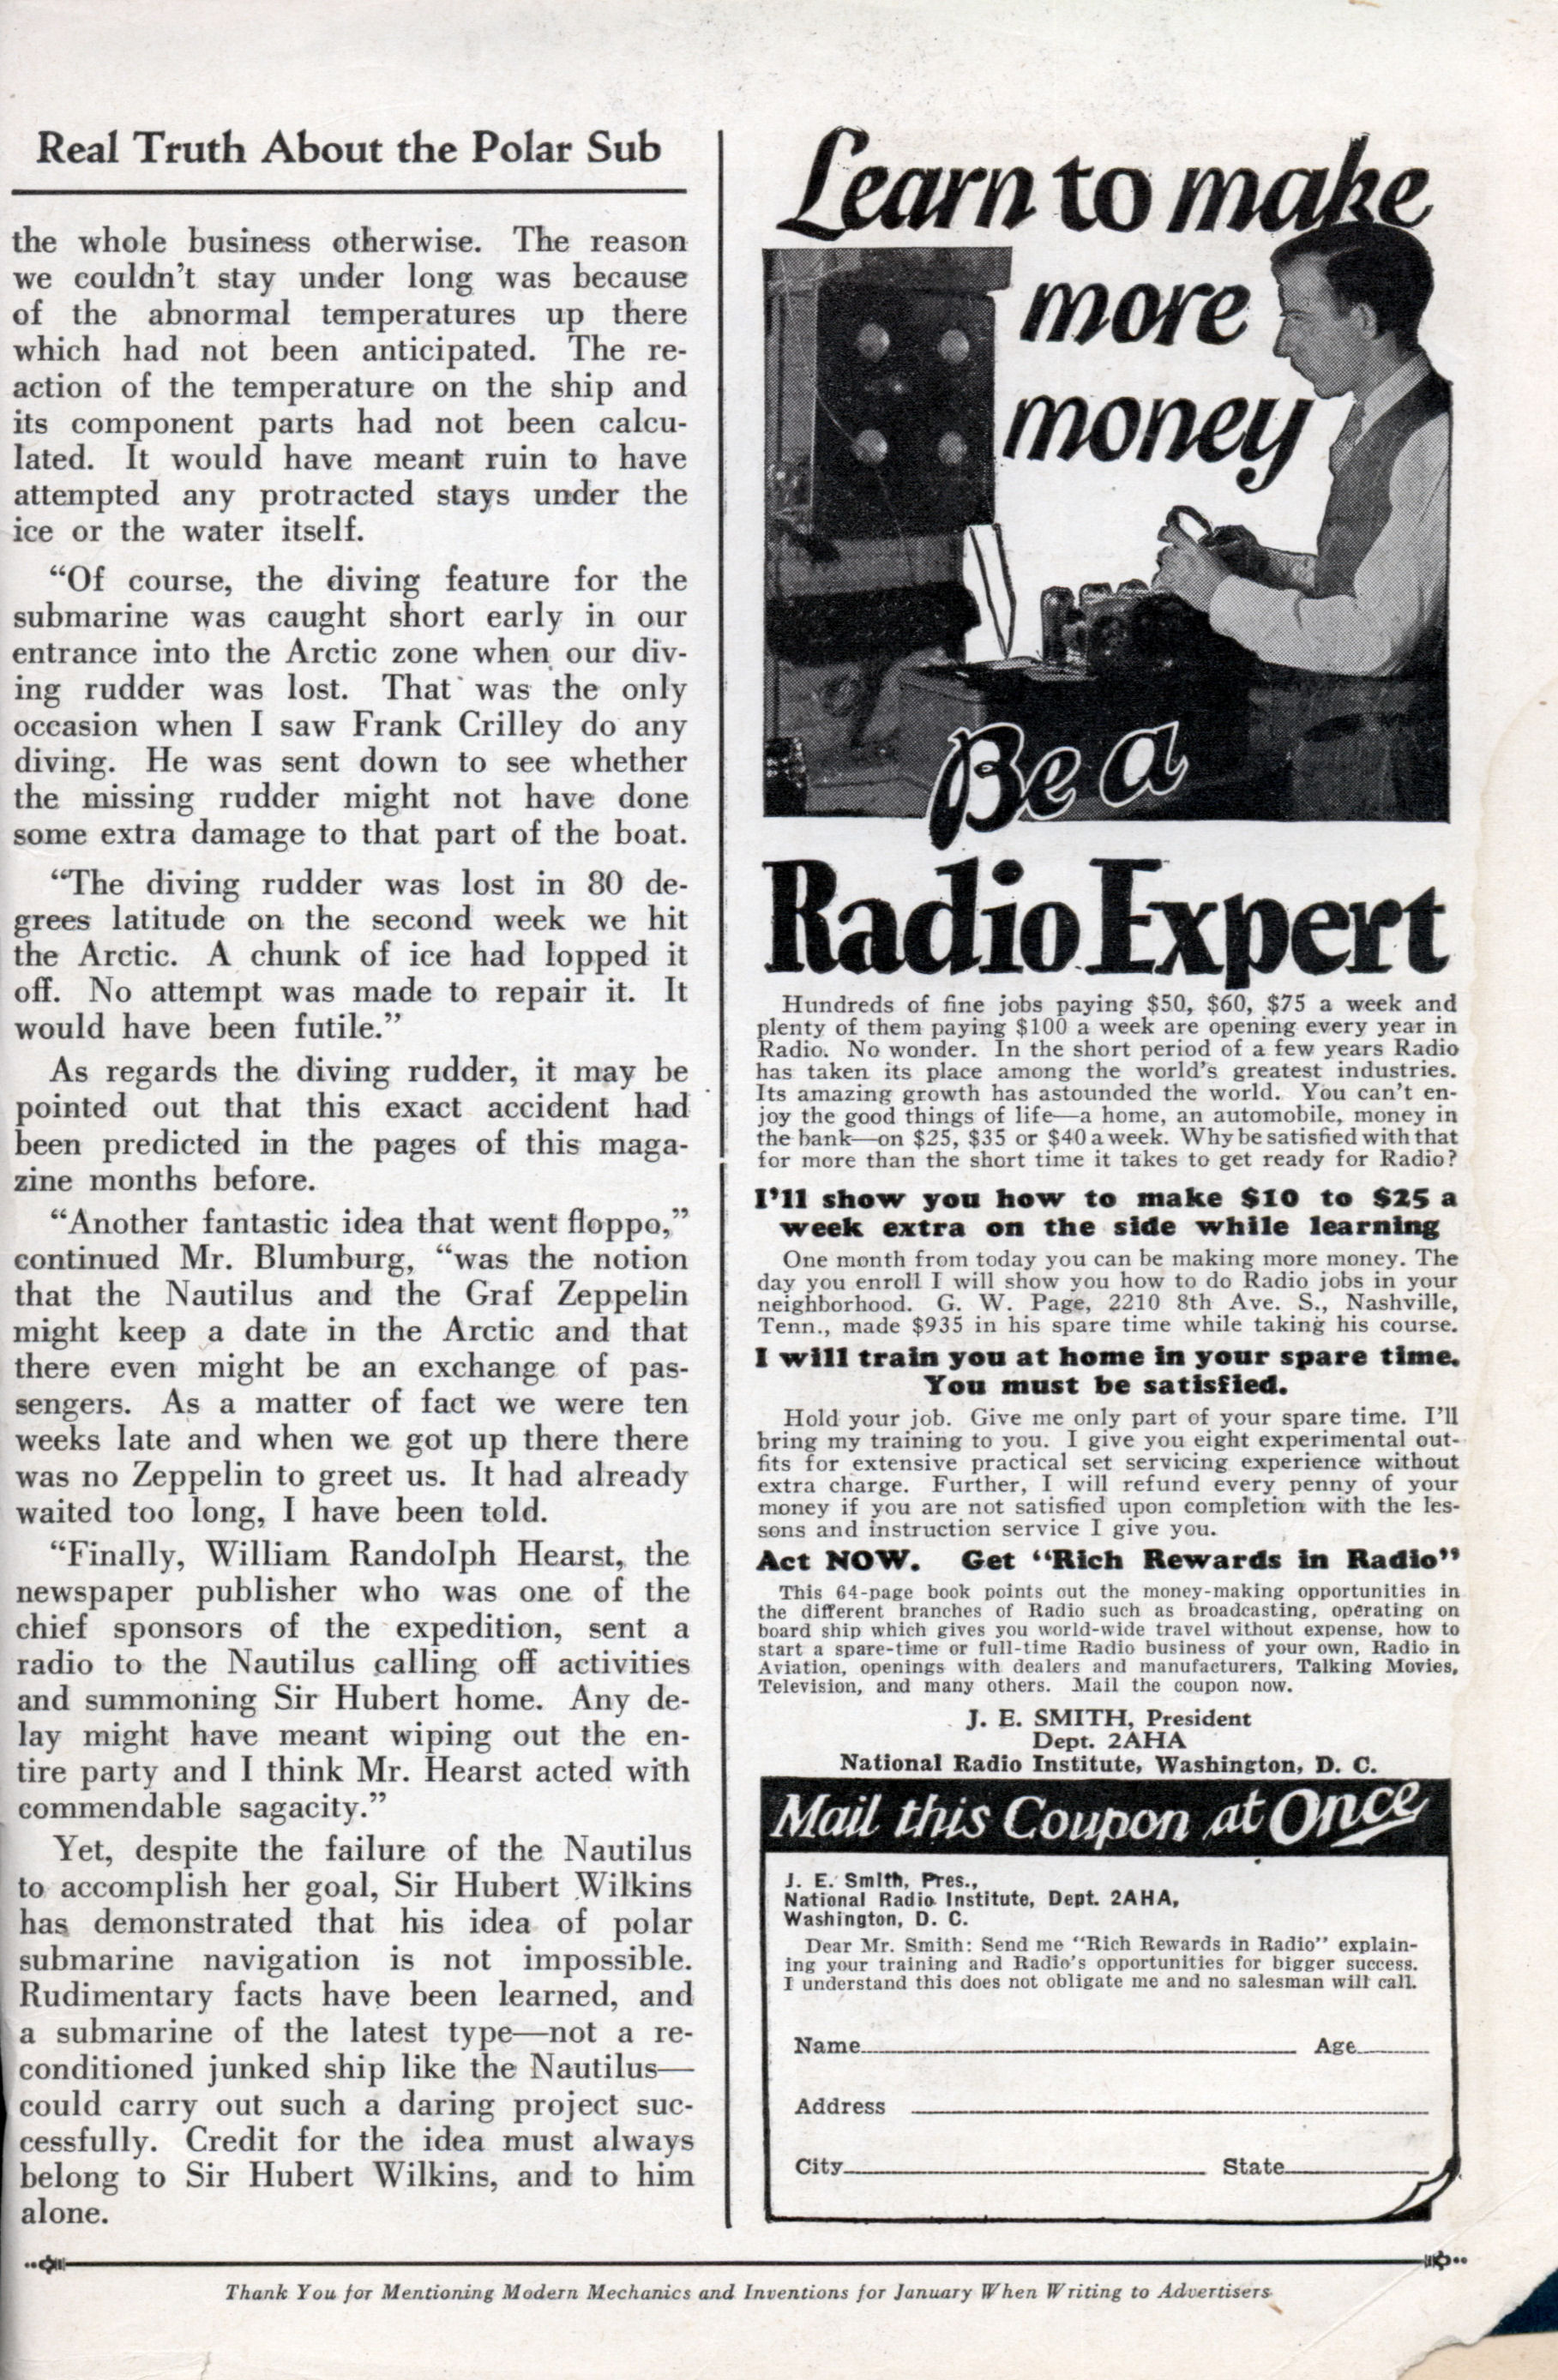 Real Truth About the Polar Sub
the whole business otherwise. The reason
we couldn't stay under long was because
of the abnormal temperatures up there
which had not been anticipated. The re-
action of the temperature on the ship and
its component parts had not been calcu-
lated. It would have meant ruin to have
attempted any protracted stays under the
ice or the water itself.
“Of course, the diving feature for the
submarine was caught short early in our
entrance into the Arctic zone when our div-
ing rudder was lost. That was the only
occasion when I saw Frank Crilley do any
diving. He was sent down to see whether
the missing rudder might not have done
some extra damage to that part of the boat.
“The diving rudder was lost in 80 de-
grees latitude on the second week we hit
the Arctic. A chunk of ice had lopped it
off. No attempt was made to repair it. It
would have been futile.”
As regards the diving rudder, it may be
pointed out that this exact accident had
been predicted in the pages of this maga-
zine months before.
“Another fantastic idea that went floppo,”
continued Mr. Blumburg, “was the notion
that the Nautilus and the Graf Zeppelin
might keep a date in the Arctic and that
there even might be an exchange of pas-
sengers. As a matter of fact we were ten
weeks late and when we got up there there
was no Zeppelin to greet us. It had already
waited too long, I have been told.
“Finally, William Randolph Hearst, the
newspaper publisher who was one of the
chief sponsors of the expedition, sent a
radio to the Nautilus calling off activities
and summoning Sir Hubert home. Any de-
lay might have meant wiping out the en-
tire party and I think Mr. Hearst acted with
commendable sagacity.”
Yet, despite the failure of the Nautilus
to accomplish her goal, Sir Hubert Wilkins
has demonstrated that his idea of polar
submarine navigation is not impossible.
Rudimentary facts have been learned, and
a submarine of the latest type—not a re-
conditioned junked ship like the Nautilus—
could carry out such a daring project suc-
cessfully. Credit for the idea must always
belong to Sir Hubert Wilkins, and to him
alone.
Learn to make
more
money
Be a
Radio Expert
Hundreds of fine jobs paying $50, $60, $75 a week and
plenty of them paying $100 a week are opening every year in
Radio. No wonder. In the short period of a few years Radio
has taken its place among the world's greatest industries.
Its amazing growth has astounded the world. You can't en-
joy the good things of life—a home, an automobile, money in
the bank—on $25, $35 or $40 a week. Why be satisfied with that
for more than the short time it takes to get ready for Radio?
I'll show you how to make $10 to $25 a
week extra on the side while learning
One month from today you can be making more money. The
day you enroll I will show you how to do Radio jobs in your
neighborhood. G. W. Page, 2210 8th Ave. S., Nashville,
Tenn., made $935 in his spare time while taking his course.
I will train you at home in your spare time.
You must be satisfied.
Hold your job. Give me only part of your spare time. I'll
bring my training to you. I give you eight experimental out-
fits for extensive practical set servicing experience without
extra charge. Further, I will refund every penny of your
money if you are not satisfied upon completion with the les-
sons and instruction service I give you.
Act NOW. Get “Rich Rewards in Radio”
This 64-page book points out the money-making opportunities in
the different branches of Radio such as broadcasting, operating on
board ship which gives you world-wide travel without expense, how to
start a spare-time or full-time Radio business of your own, Radio in
Aviation, openings with dealers and manufacturers, Talking Movies,
Television, and many others. Mail the coupon now.
J. E. SMITH, President
Dept. 2AHA
National Radio Institute, Washington, D. C.
Mail this Coupon at Once
J. E. Smith, Pres.,
National Radio Institute, Dept. 2AHA,
Washington, D. C.
Dear Mr. Smith: Send me “Rich Rewards in Radio” explain-
ing your training and Radio's opportunities for bigger success.
I understand this does not obligate me and no salesman will call.
Name Age
Address
City State
Thank You for Mentioning Modern Mechanics and Inventions for January When Writing to Advertisers